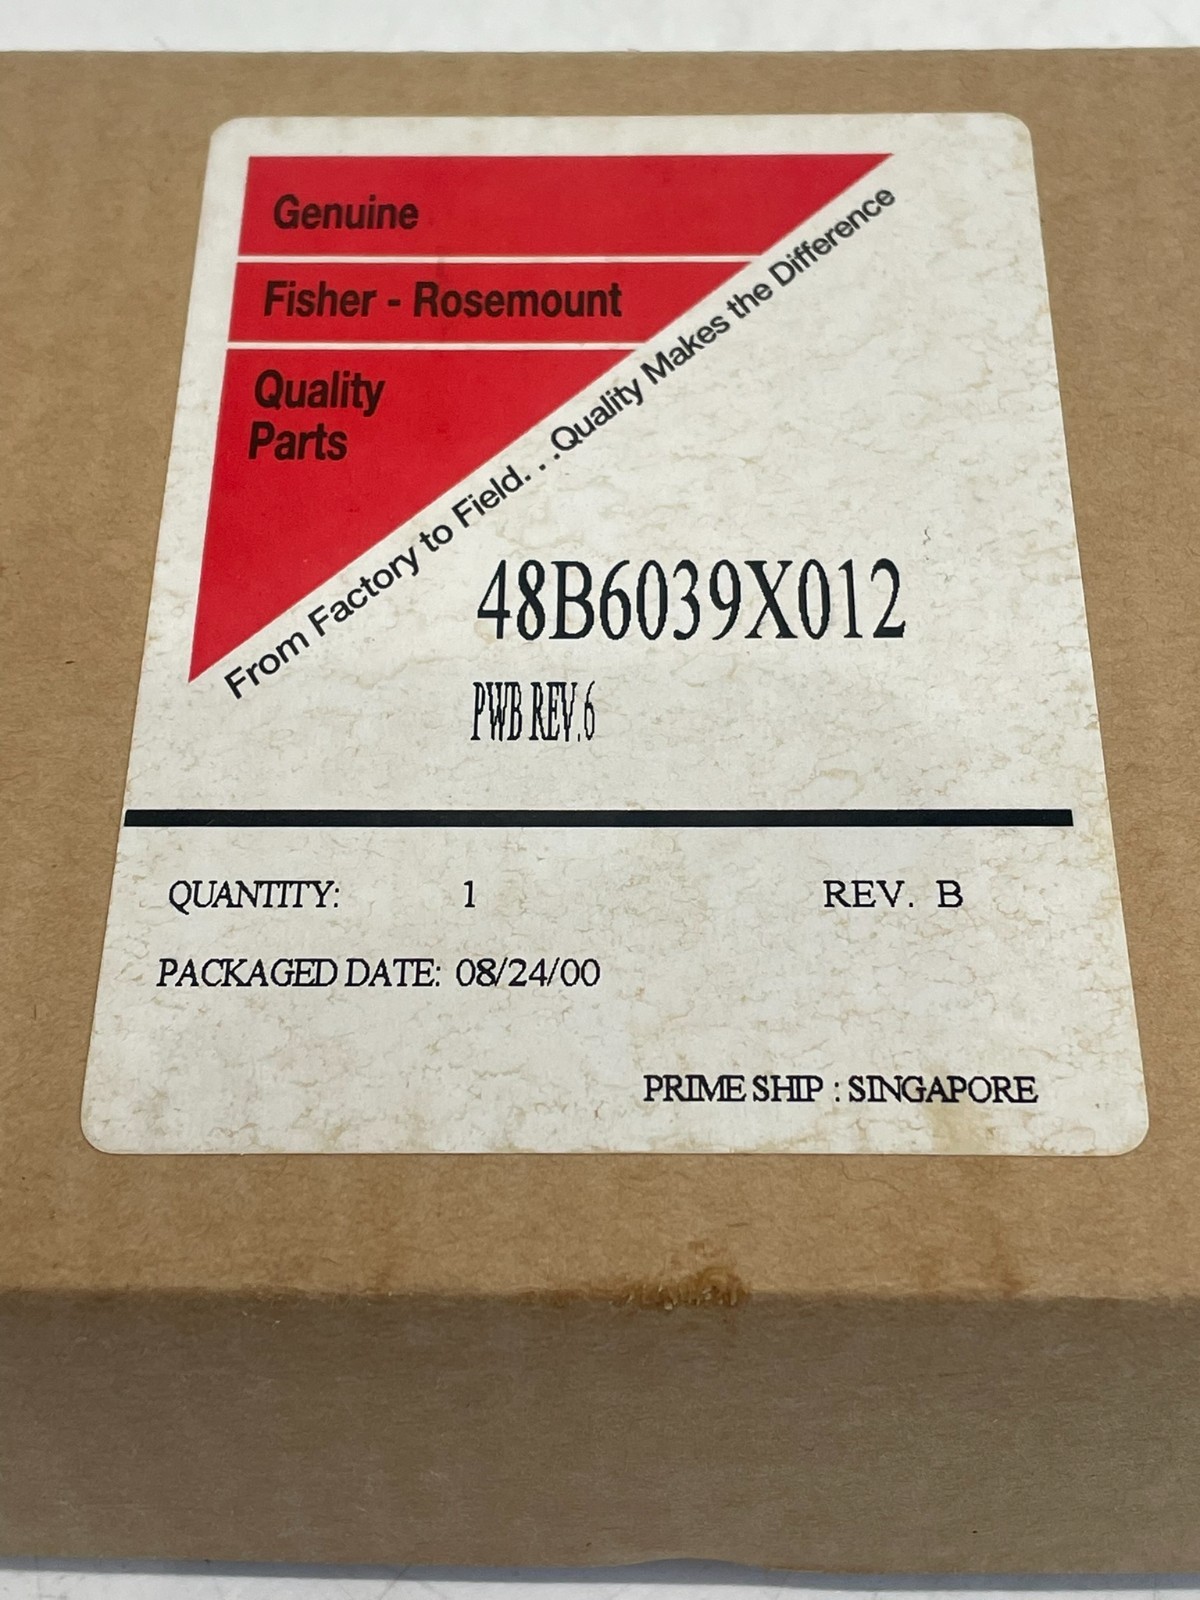 Genuine
Fisher - Rosemount
Quality
Parts
From Factory to Field. . .Quality Makes the Difference
48B6039X012
PWB REV.6
QUANTITY: 1 REV. B
PACKAGED DATE: 08/24/00
PRIME SHIP : SINGAPORE